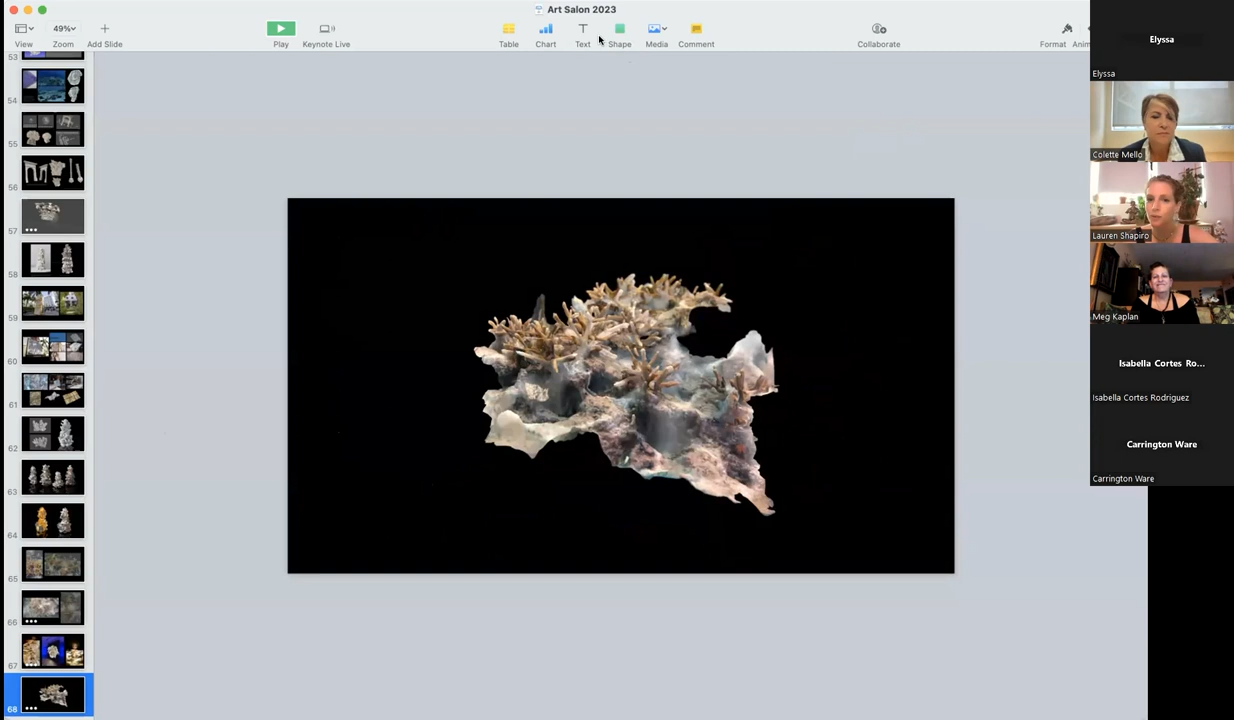 Art Salon 2023
49%
View
Zoom
Add Slide
Play
Keynote Live
Table
Chart
Text
Shape
Media
Comment
Collaborate
Format
Anim
53
54
55
56
57
58
59
60
61
62
63
64
65
66
67
68
Elyssa
Elyssa
Colette Mello
Lauren Shapiro
Meg Kaplan
Isabella Cortes Ro...
Isabella Cortes Rodriguez
Carrington Ware
Carrington Ware